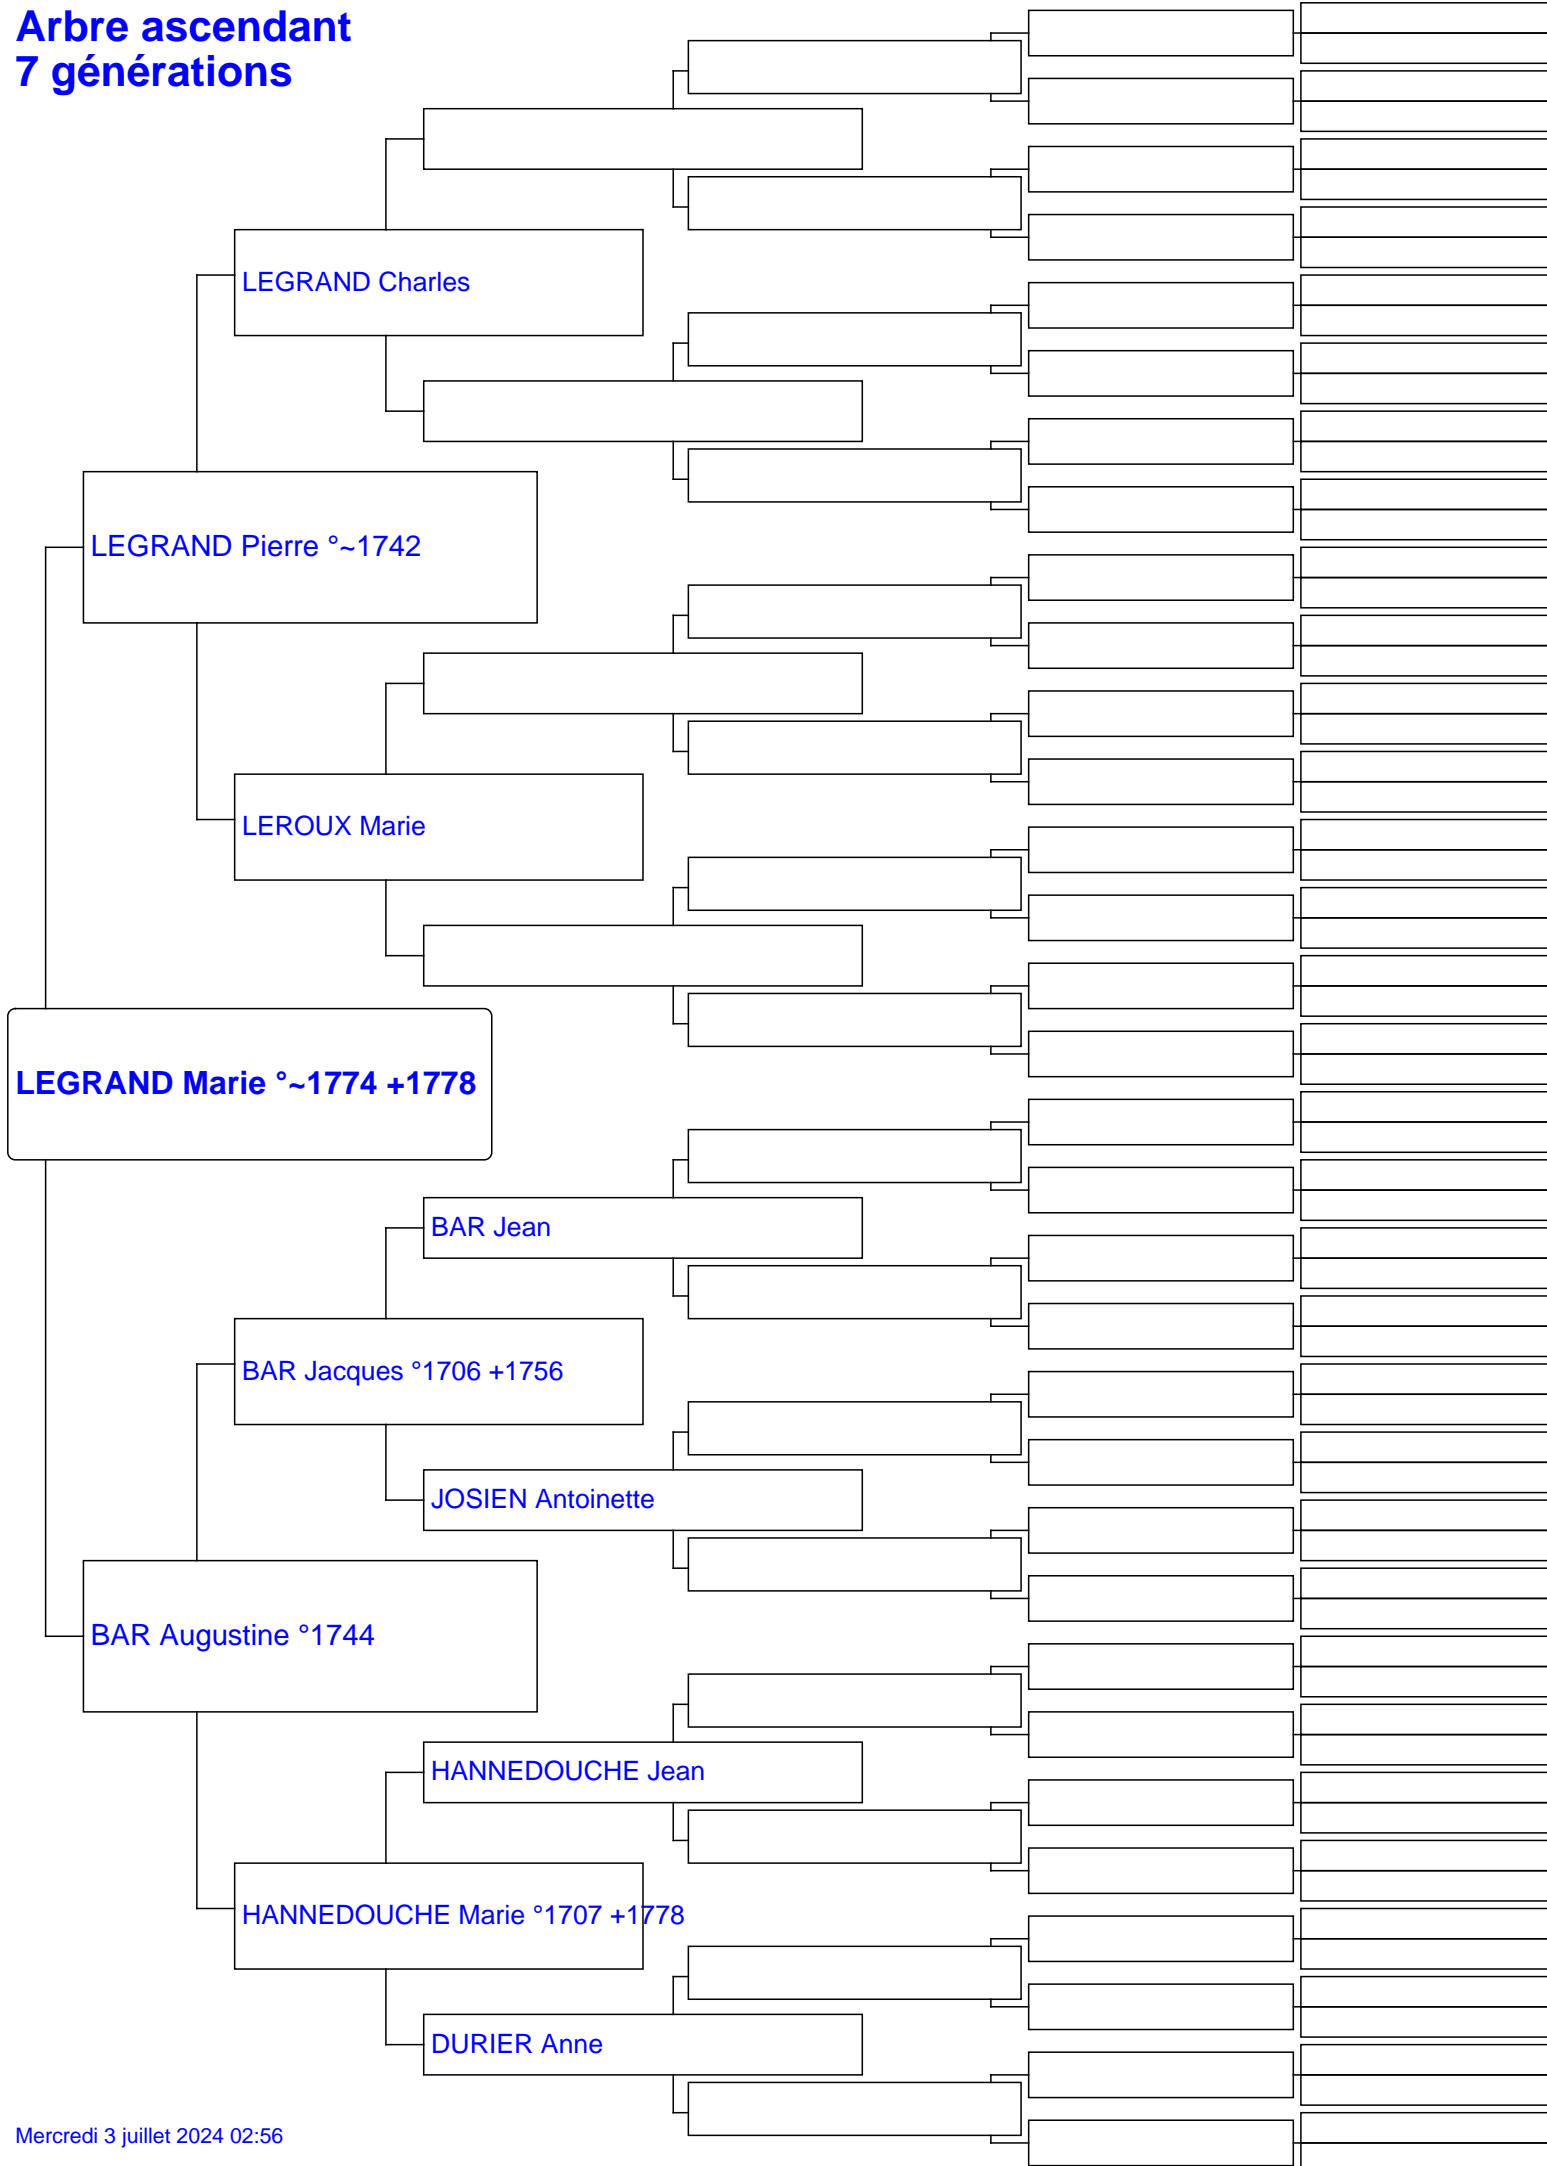 Arbre ascendant
7 générations
LEGRAND Charles
LEGRAND Pierre °~1742
LEROUX Marie
LEGRAND Marie °~1774 +1778
BAR Jean
BAR Jacques °1706 +1756
JOSIEN Antoinette
BAR Augustine °1744
HANNEDOUCHE Jean
HANNEDOUCHE Marie °1707 +1778
DURIER Anne
Mercredi 3 juillet 2024 02:56